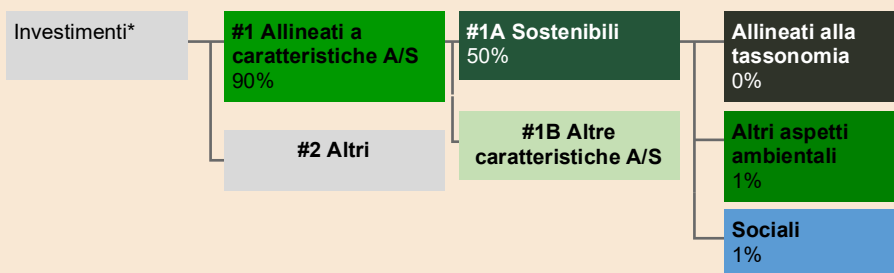 Investimenti*
#1 Allineati a
caratteristiche A/S
90%
#2 Altri
#1A Sostenibili
50%
#1B Altre
caratteristiche A/S
Allineati alla
tassonomia
0%
Altri aspetti
ambientali
1%
Sociali
1%